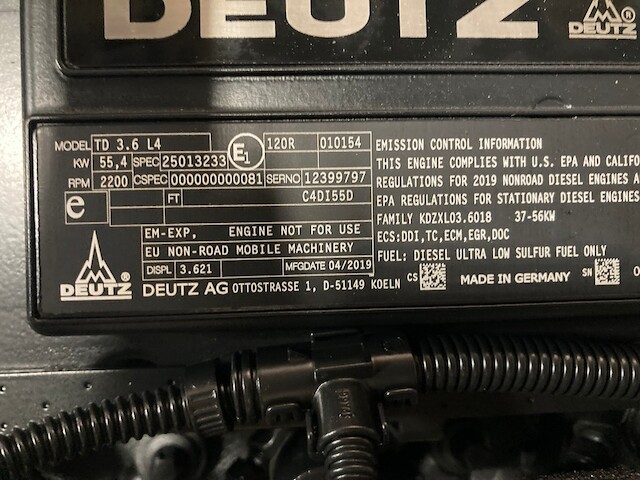 DEUTZ
DEUTZ®
MODEL TD 3.6 L4 E1 120R 010154
KW 55,4 SPEC 25013233
RPM 2200 CSPEC 000000000081 SERNO 12399797
e FT C4DI55D
EM-EXP, ENGINE NOT FOR USE
EU NON-ROAD MOBILE MACHINERY
DISPL 3.621 MFGDATE 04/2019
DEUTZ®
DEUTZ AG OTTOSTRASSE 1, D-51149 KOELN
EMISSION CONTROL INFORMATION
THIS ENGINE COMPLIES WITH U.S. EPA AND CALIFO
REGULATIONS FOR 2019 NONROAD DIESEL ENGINES A
EPA REGULATIONS FOR STATIONARY DIESEL ENGINES
FAMILY KDZXL03.6018 37-56KW
ECS:DDI,TC,ECM,EGR,DOC
FUEL: DIESEL ULTRA LOW SULFUR FUEL ONLY
CS MADE IN GERMANY SN